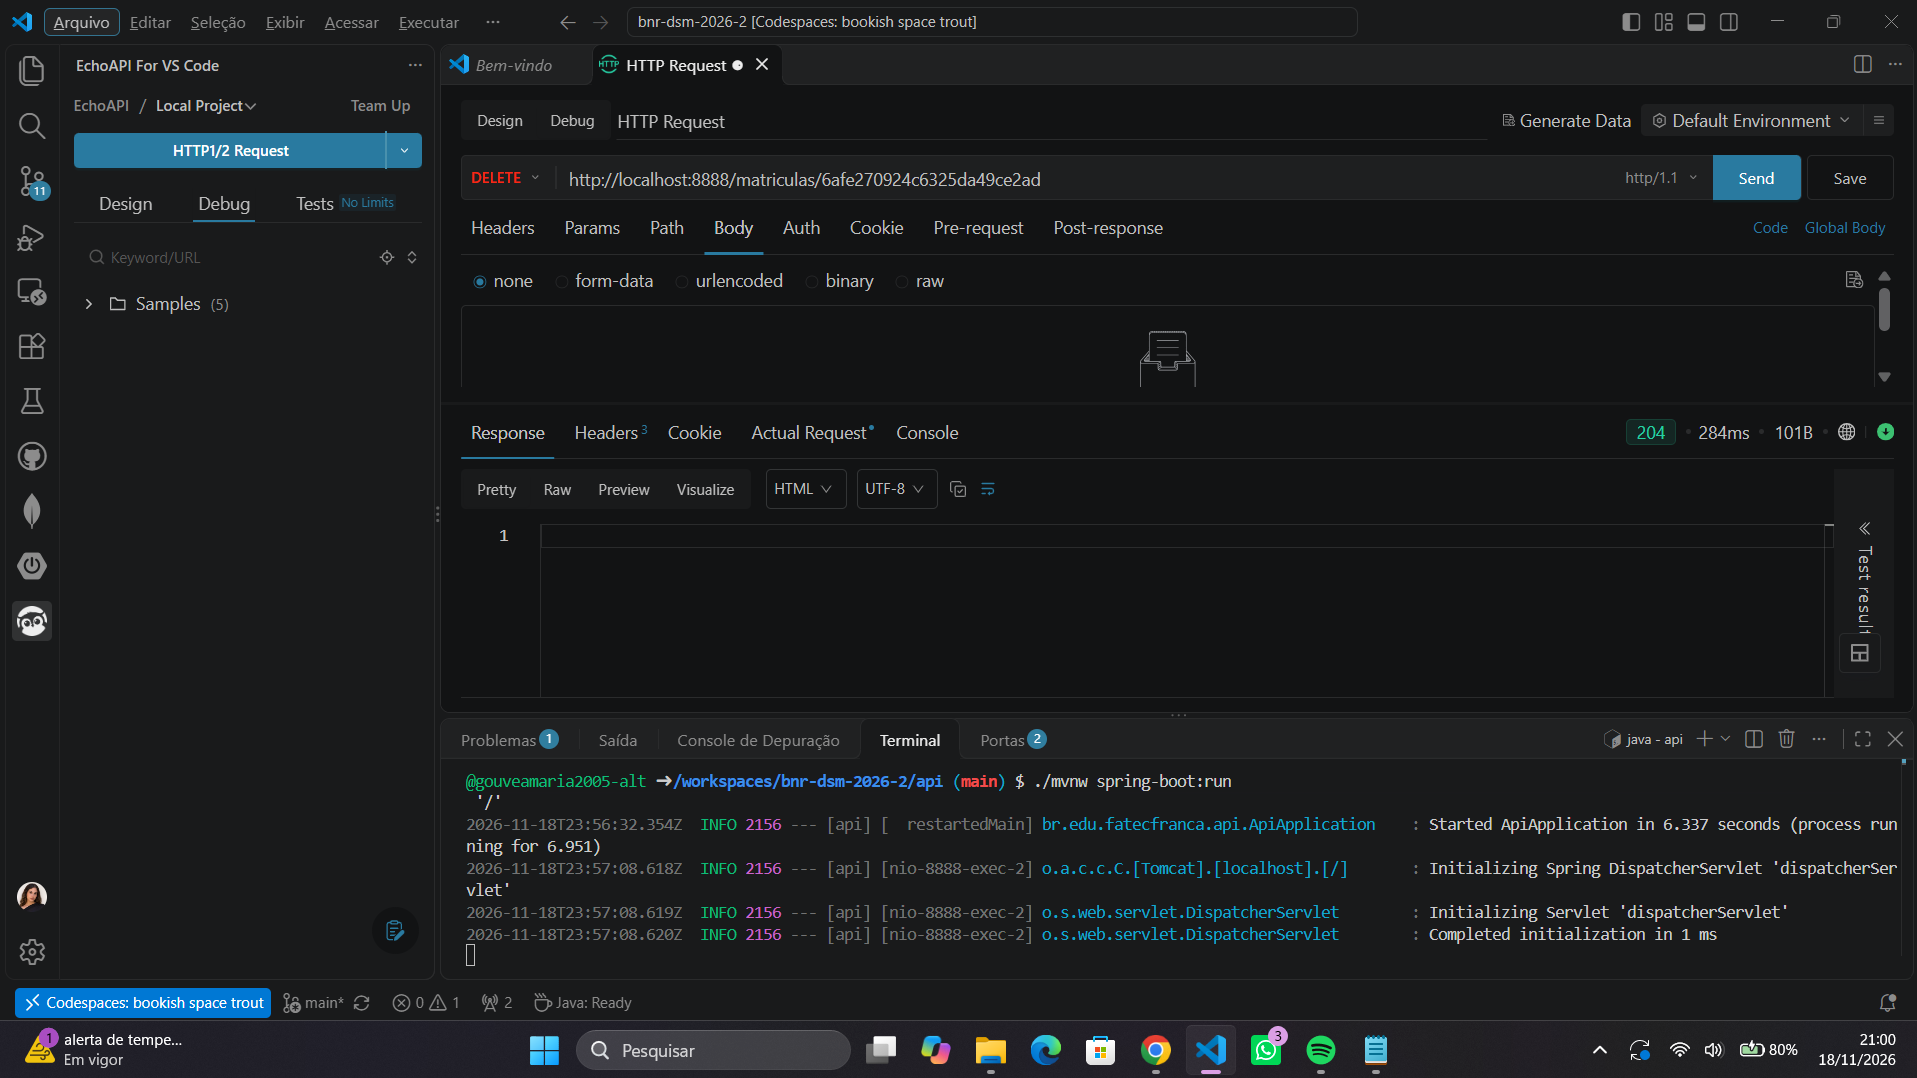 Arquivo Editar Seleção Exibir Acessar Executar ···
bnr-dsm-2026-2 [Codespaces: bookish space trout]
EchoAPI For VS Code ···
EchoAPI / Local Project Team Up
HTTP1/2 Request
Design Debug Tests No Limits
Keyword/URL
Samples (5)
11
Bem-vindo
HTTP HTTP Request
Design Debug HTTP Request
Generate Data Default Environment
DELETE http://localhost:8888/matriculas/6afe270924c6325da49ce2ad http/1.1 Send Save
Headers Params Path Body Auth Cookie Pre-request Post-response Code Global Body
none form-data urlencoded binary raw
Response Headers 3 Cookie Actual Request Console 204 284ms 101B
Pretty Raw Preview Visualize HTML UTF-8
1
Test result
Problemas 1 Saída Console de Depuração Terminal Portas 2 java - api
@gouveamaria2005-alt ➜/workspaces/bnr-dsm-2026-2/api (main) $ ./mvnw spring-boot:run
'/'
2026-11-18T23:56:32.354Z INFO 2156 --- [api] [  restartedMain] br.edu.fatecfranca.api.ApiApplication : Started ApiApplication in 6.337 seconds (process run
ning for 6.951)
2026-11-18T23:57:08.618Z INFO 2156 --- [api] [nio-8888-exec-2] o.a.c.c.C.[Tomcat].[localhost].[/] : Initializing Spring DispatcherServlet 'dispatcherSer
vlet'
2026-11-18T23:57:08.619Z INFO 2156 --- [api] [nio-8888-exec-2] o.s.web.servlet.DispatcherServlet : Initializing Servlet 'dispatcherServlet'
2026-11-18T23:57:08.620Z INFO 2156 --- [api] [nio-8888-exec-2] o.s.web.servlet.DispatcherServlet : Completed initialization in 1 ms
Codespaces: bookish space trout main* 0 1 2 Java: Ready
1 alerta de tempe...
Em vigor
Pesquisar
3
80%
21:00
18/11/2026